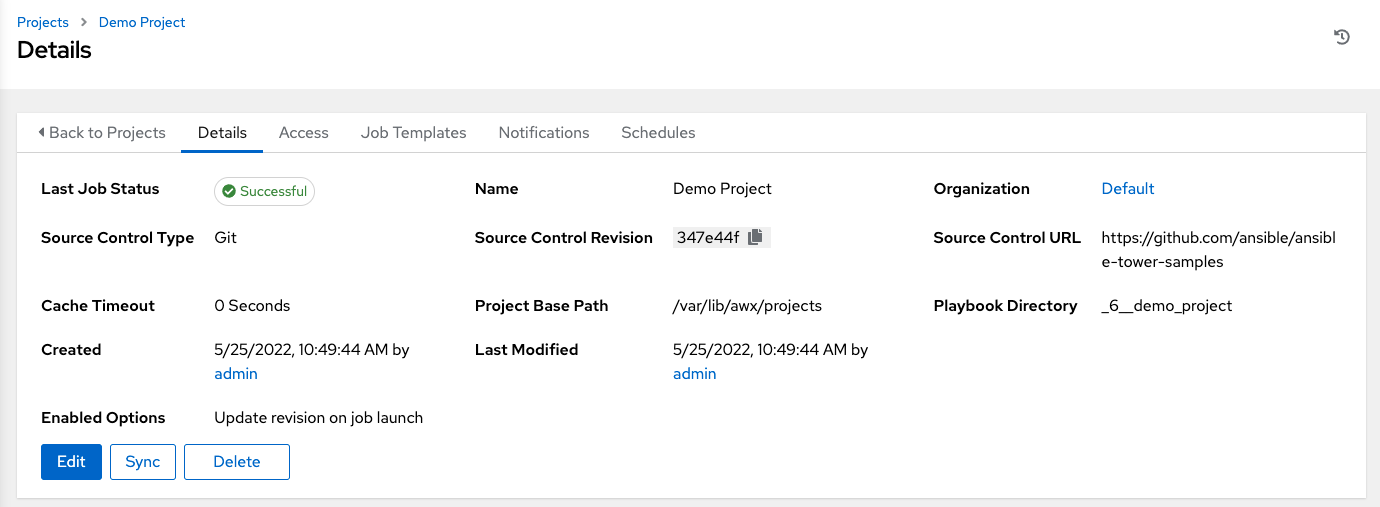 Projects Demo Project
Details
Back to Projects Details Access Job Templates Notifications Schedules
Last Job Status Successful Name Demo Project Organization Default
Source Control Type Git Source Control Revision 347e44f Source Control URL https://github.com/ansible/ansibl
e-tower-samples
Cache Timeout 0 Seconds Project Base Path /var/lib/awx/projects Playbook Directory _6__demo_project
Created 5/25/2022, 10:49:44 AM by Last Modified 5/25/2022, 10:49:44 AM by
admin admin
Enabled Options Update revision on job launch
Edit Sync Delete